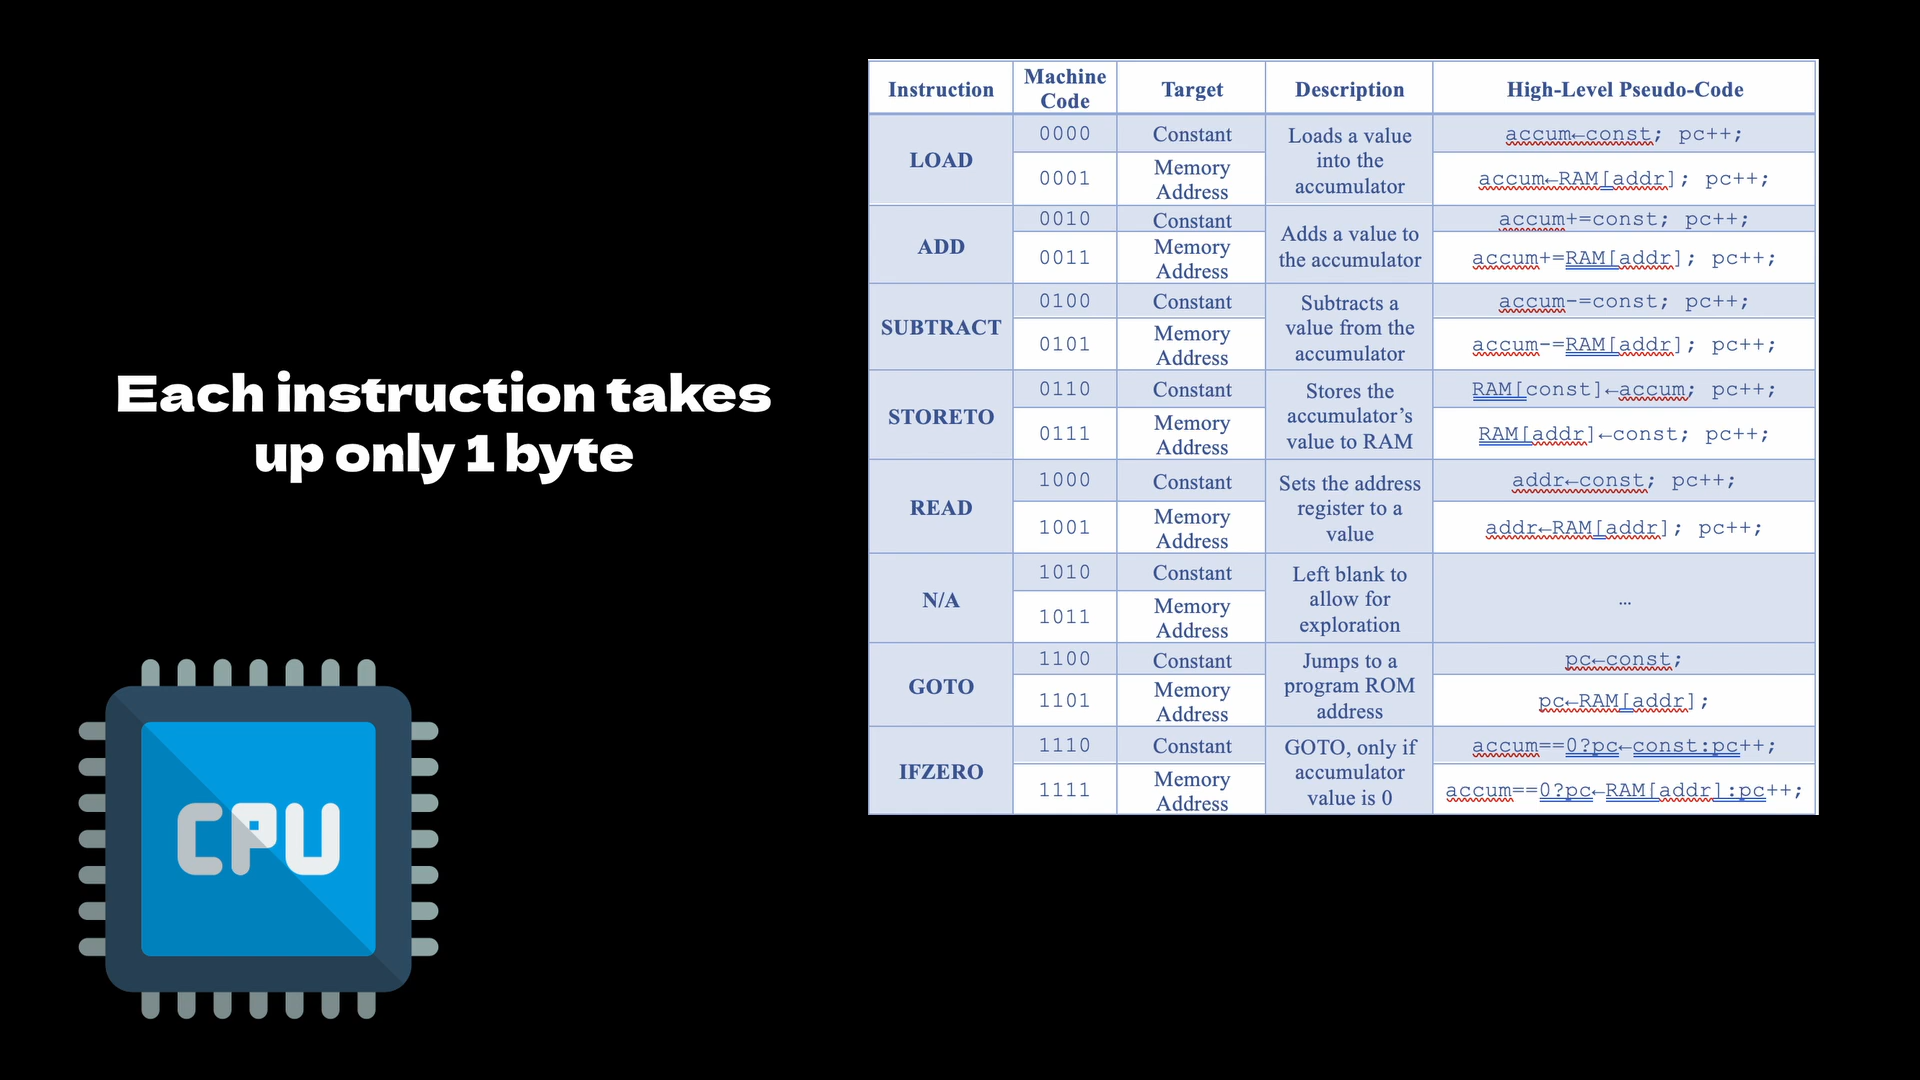 Each instruction takes
up only 1 byte
CPU
Instruction
Machine
Code
Target
Description
High-Level Pseudo-Code
LOAD
0000
Constant
Loads a value
into the
accumulator
accum←const; pc++;
0001
Memory
Address
accum←RAM[addr]; pc++;
ADD
0010
Constant
Adds a value to
the accumulator
accum+=const; pc++;
0011
Memory
Address
accum+=RAM[addr]; pc++;
SUBTRACT
0100
Constant
Subtracts a
value from the
accumulator
accum-=const; pc++;
0101
Memory
Address
accum-=RAM[addr]; pc++;
STORETO
0110
Constant
Stores the
accumulator’s
value to RAM
RAM[const]←accum; pc++;
0111
Memory
Address
RAM[addr]←const; pc++;
READ
1000
Constant
Sets the address
register to a
value
addr←const; pc++;
1001
Memory
Address
addr←RAM[addr]; pc++;
N/A
1010
Constant
Left blank to
allow for
exploration
...
1011
Memory
Address
GOTO
1100
Constant
Jumps to a
program ROM
address
pc←const;
1101
Memory
Address
pc←RAM[addr];
IFZERO
1110
Constant
GOTO, only if
accumulator
value is 0
accum==0?pc←const:pc++;
1111
Memory
Address
accum==0?pc←RAM[addr]:pc++;